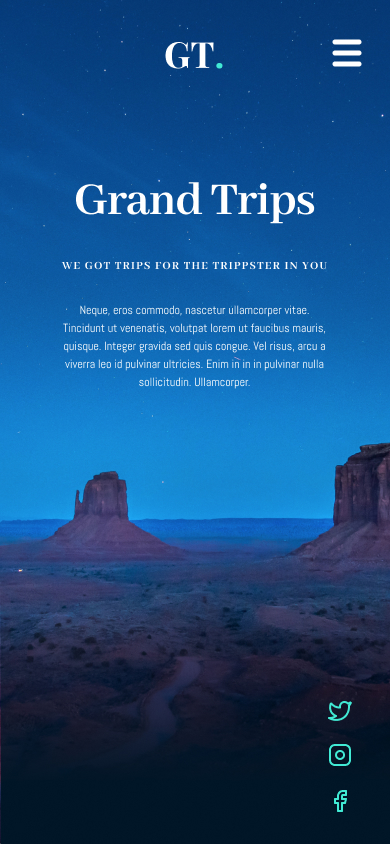 GT.
Grand Trips
WE GOT TRIPS FOR THE TRIPPSTER IN YOU
Neque, eros commodo, nascetur ullamcorper vitae.
Tincidunt ut venenatis, volutpat lorem ut faucibus mauris,
quisque. Integer gravida sed quis congue. Vel risus, arcu a
viverra leo id pulvinar ultricies. Enim in in in pulvinar nulla
sollicitudin. Ullamcorper.